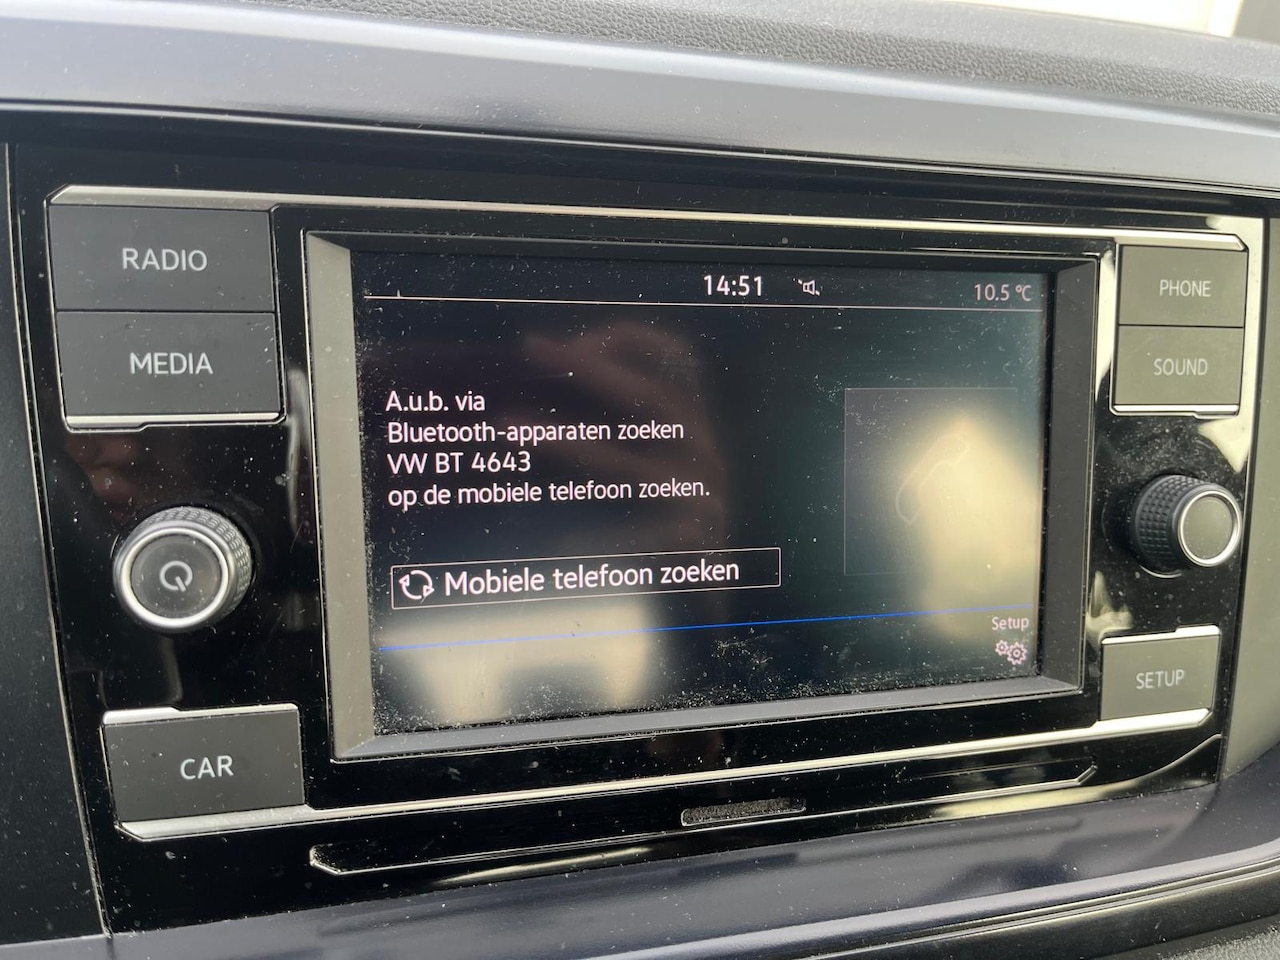 RADIO
MEDIA
CAR
14:51
10.5 °C
A.u.b. via
Bluetooth-apparaten zoeken
VW BT 4643
op de mobiele telefoon zoeken.
Mobiele telefoon zoeken
Setup
PHONE
SOUND
SETUP